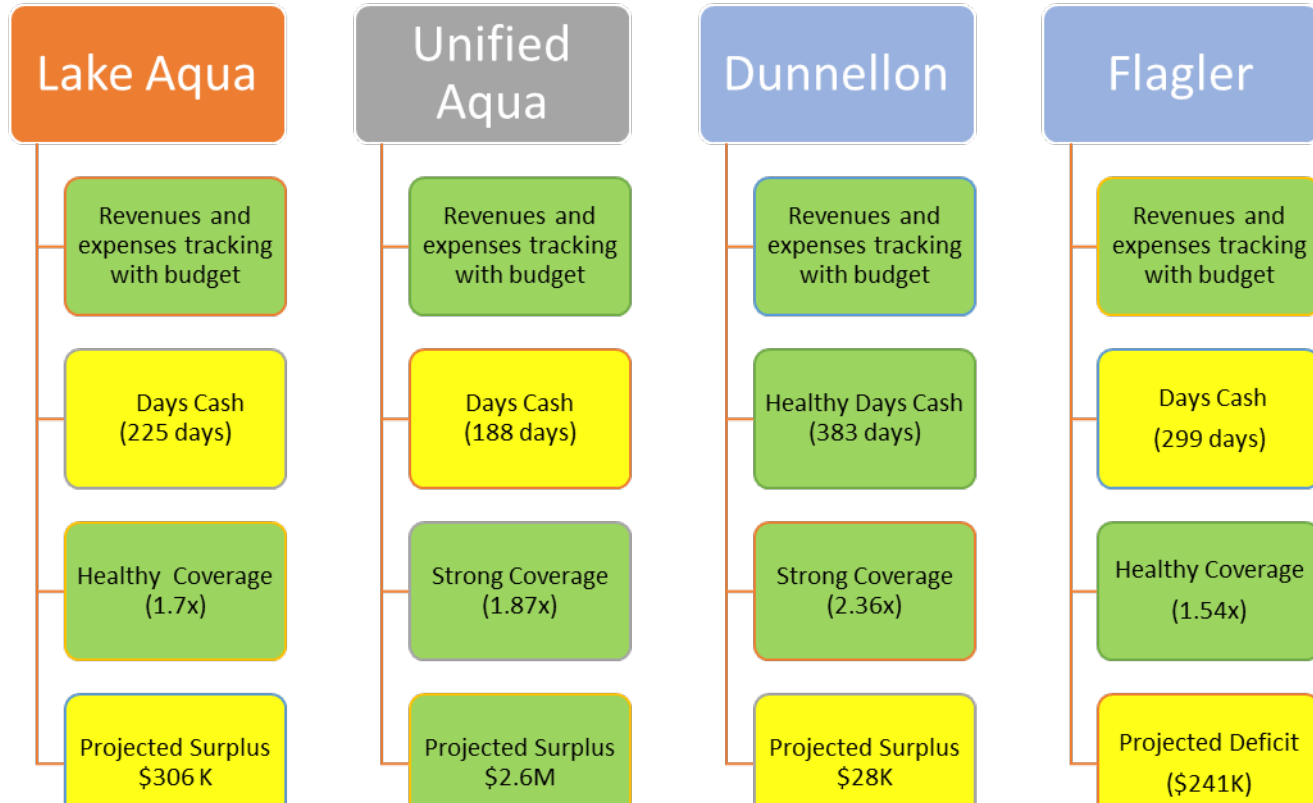 Lake Aqua
Revenues and
expenses tracking
with budget
Days Cash
(225 days)
Healthy Coverage
(1.7x)
Projected Surplus
$306 K
Unified
Aqua
Revenues and
expenses tracking
with budget
Days Cash
(188 days)
Strong Coverage
(1.87x)
Projected Surplus
$2.6M
Dunnellon
Revenues and
expenses tracking
with budget
Healthy Days Cash
(383 days)
Strong Coverage
(2.36x)
Projected Surplus
$28K
Flagler
Revenues and
expenses tracking
with budget
Days Cash
(299 days)
Healthy Coverage
(1.54x)
Projected Deficit
($241K)